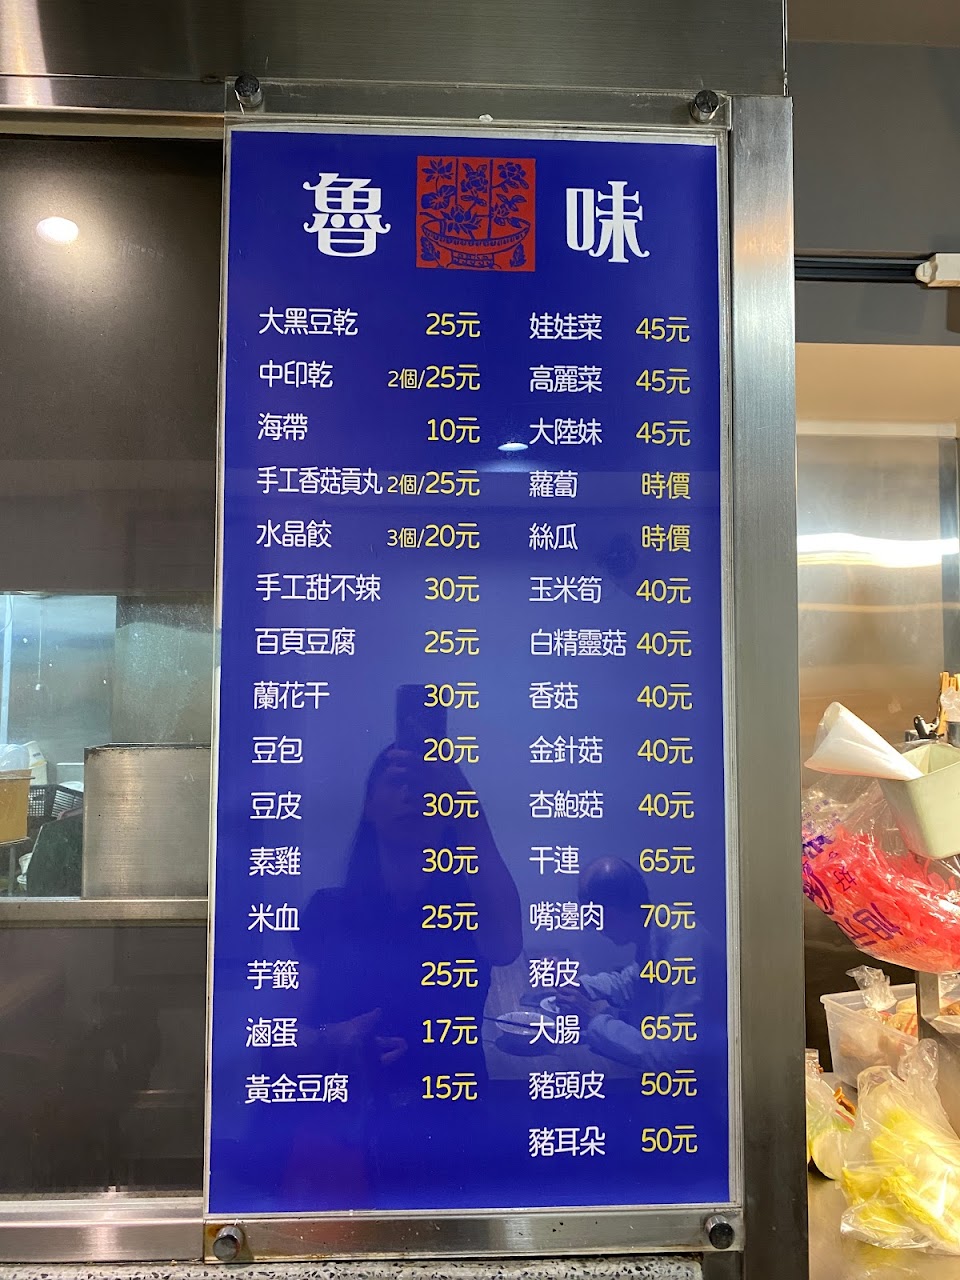 魯味
大黑豆乾 25元
中印乾 2個/25元
海帶 10元
手工香菇貢丸 2個/25元
水晶餃 3個/20元
手工甜不辣 30元
百頁豆腐 25元
蘭花干 30元
豆包 20元
豆皮 30元
素雞 30元
米血 25元
芋籤 25元
滷蛋 17元
黃金豆腐 15元
娃娃菜 45元
高麗菜 45元
大陸妹 45元
蘿蔔 時價
絲瓜 時價
玉米筍 40元
白精靈菇 40元
香菇 40元
金針菇 40元
杏鮑菇 40元
干連 65元
嘴邊肉 70元
豬皮 40元
大腸 65元
豬頭皮 50元
豬耳朵 50元